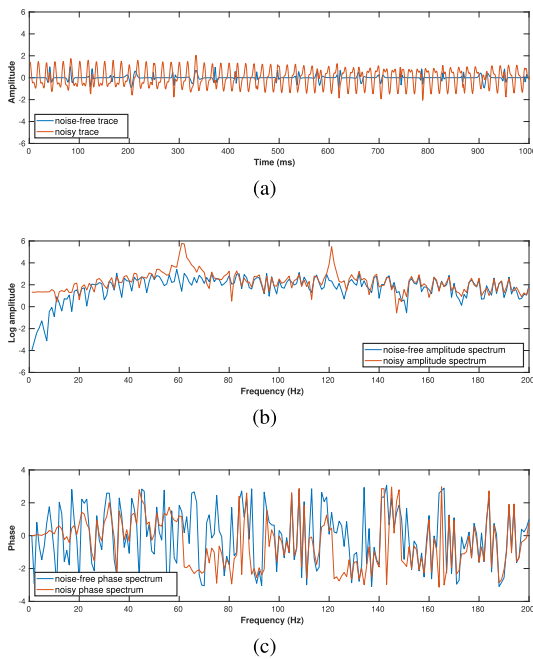 6
4
2
0
-2
-4
-6
Amplitude
noise-free trace
noisy trace
0 100 200 300 400 500 600 700 800 900 1000
Time (ms)
(a)
6
4
2
0
-2
-4
-6
Log amplitude
noise-free amplitude spectrum
noisy amplitude spectrum
0 20 40 60 80 100 120 140 160 180 200
Frequency (Hz)
(b)
4
2
0
-2
-4
Phase
noise-free phase spectrum
noisy phase spectrum
0 20 40 60 80 100 120 140 160 180 200
Frequency (Hz)
(c)